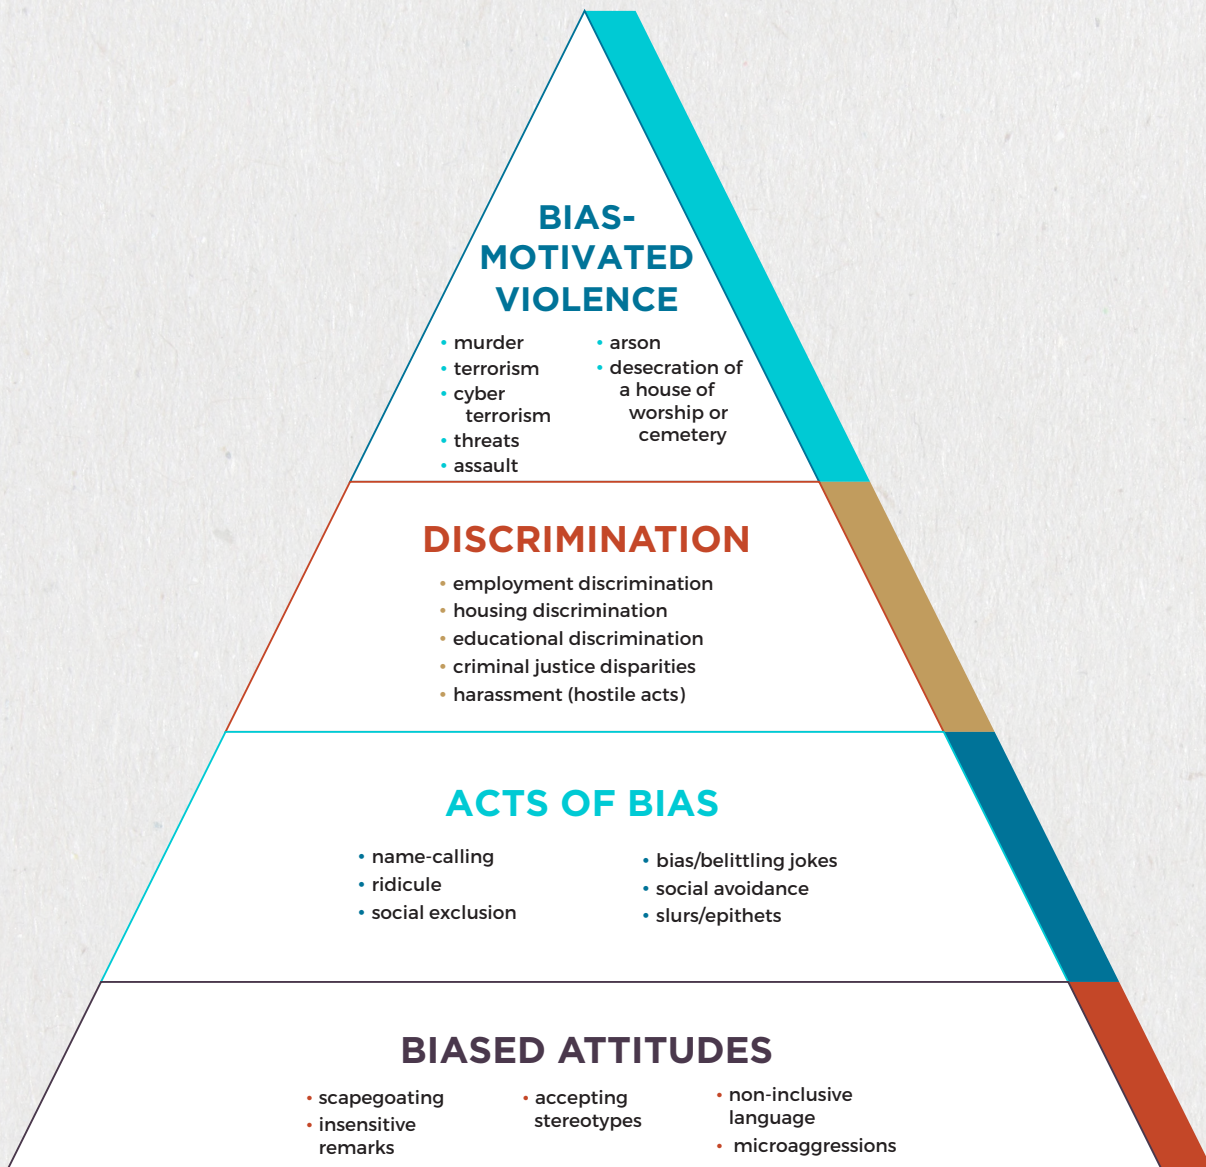 BIAS-
MOTIVATED
VIOLENCE
• murder
• terrorism
• cyber
terrorism
• threats
• assault
• arson
• desecration of
a house of
worship or
cemetery
DISCRIMINATION
• employment discrimination
• housing discrimination
• educational discrimination
• criminal justice disparities
• harassment (hostile acts)
ACTS OF BIAS
• name-calling
• ridicule
• social exclusion
• bias/belittling jokes
• social avoidance
• slurs/epithets
BIASED ATTITUDES
• scapegoating
• insensitive
remarks
• accepting
stereotypes
• non-inclusive
language
• microaggressions